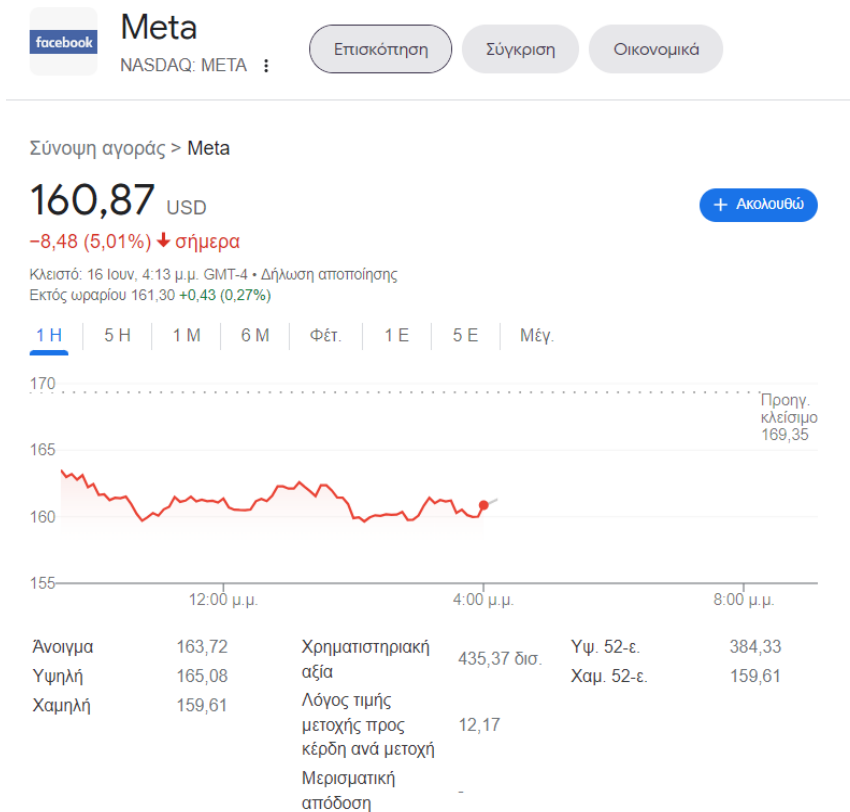 facebook
Meta
NASDAQ: META
Επισκόπηση
Σύγκριση
Οικονομικά
Σύνοψη αγοράς > Meta
160,87 USD
+ Ακολουθώ
−8,48 (5,01%) ↓ σήμερα
Κλειστό: 16 Ιουν, 4:13 μ.μ. GMT-4 • Δήλωση αποποίησης
Εκτός ωραρίου 161,30 +0,43 (0,27%)
1 Η 5 Η 1 Μ 6 Μ Φέτ. 1 Ε 5 Ε Μέγ.
170
Προηγ.
κλείσιμο
169,35
165
160
155
12:00 μ.μ. 4:00 μ.μ. 8:00 μ.μ.
Άνοιγμα 163,72
Υψηλή 165,08
Χαμηλή 159,61
Χρηματιστηριακή
αξία
435,37 δισ.
Λόγος τιμής
μετοχής προς
κέρδη ανά μετοχή
12,17
Μερισματική
απόδοση
-
Υψ. 52-ε. 384,33
Χαμ. 52-ε. 159,61